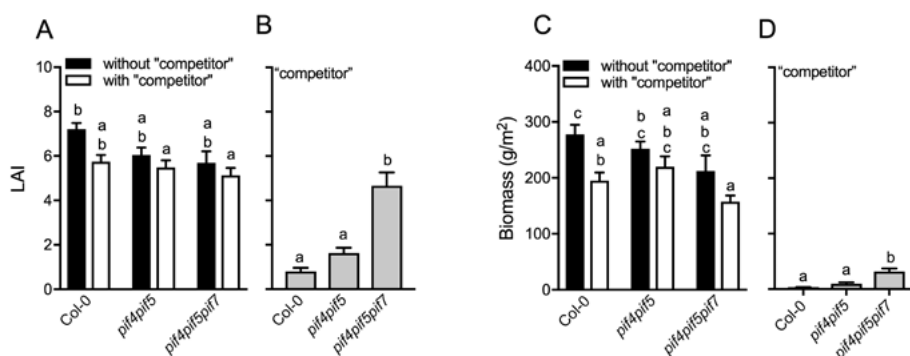 A
without "competitor"
with "competitor"
LAI
10
8
6
4
2
0
b
a
b
a
b
a
a
b
a
Col-0
pif4pif5
pif4pif5pif7
B
"competitor"
a
a
b
Col-0
pif4pif5
pif4pif5pif7
C
without "competitor"
with "competitor"
Biomass (g/m²)
400
300
200
100
0
c
a
b
b
c
a
b
c
a
b
c
a
Col-0
pif4pif5
pif4pif5pif7
D
"competitor"
a
a
b
Col-0
pif4pif5
pif4pif5pif7